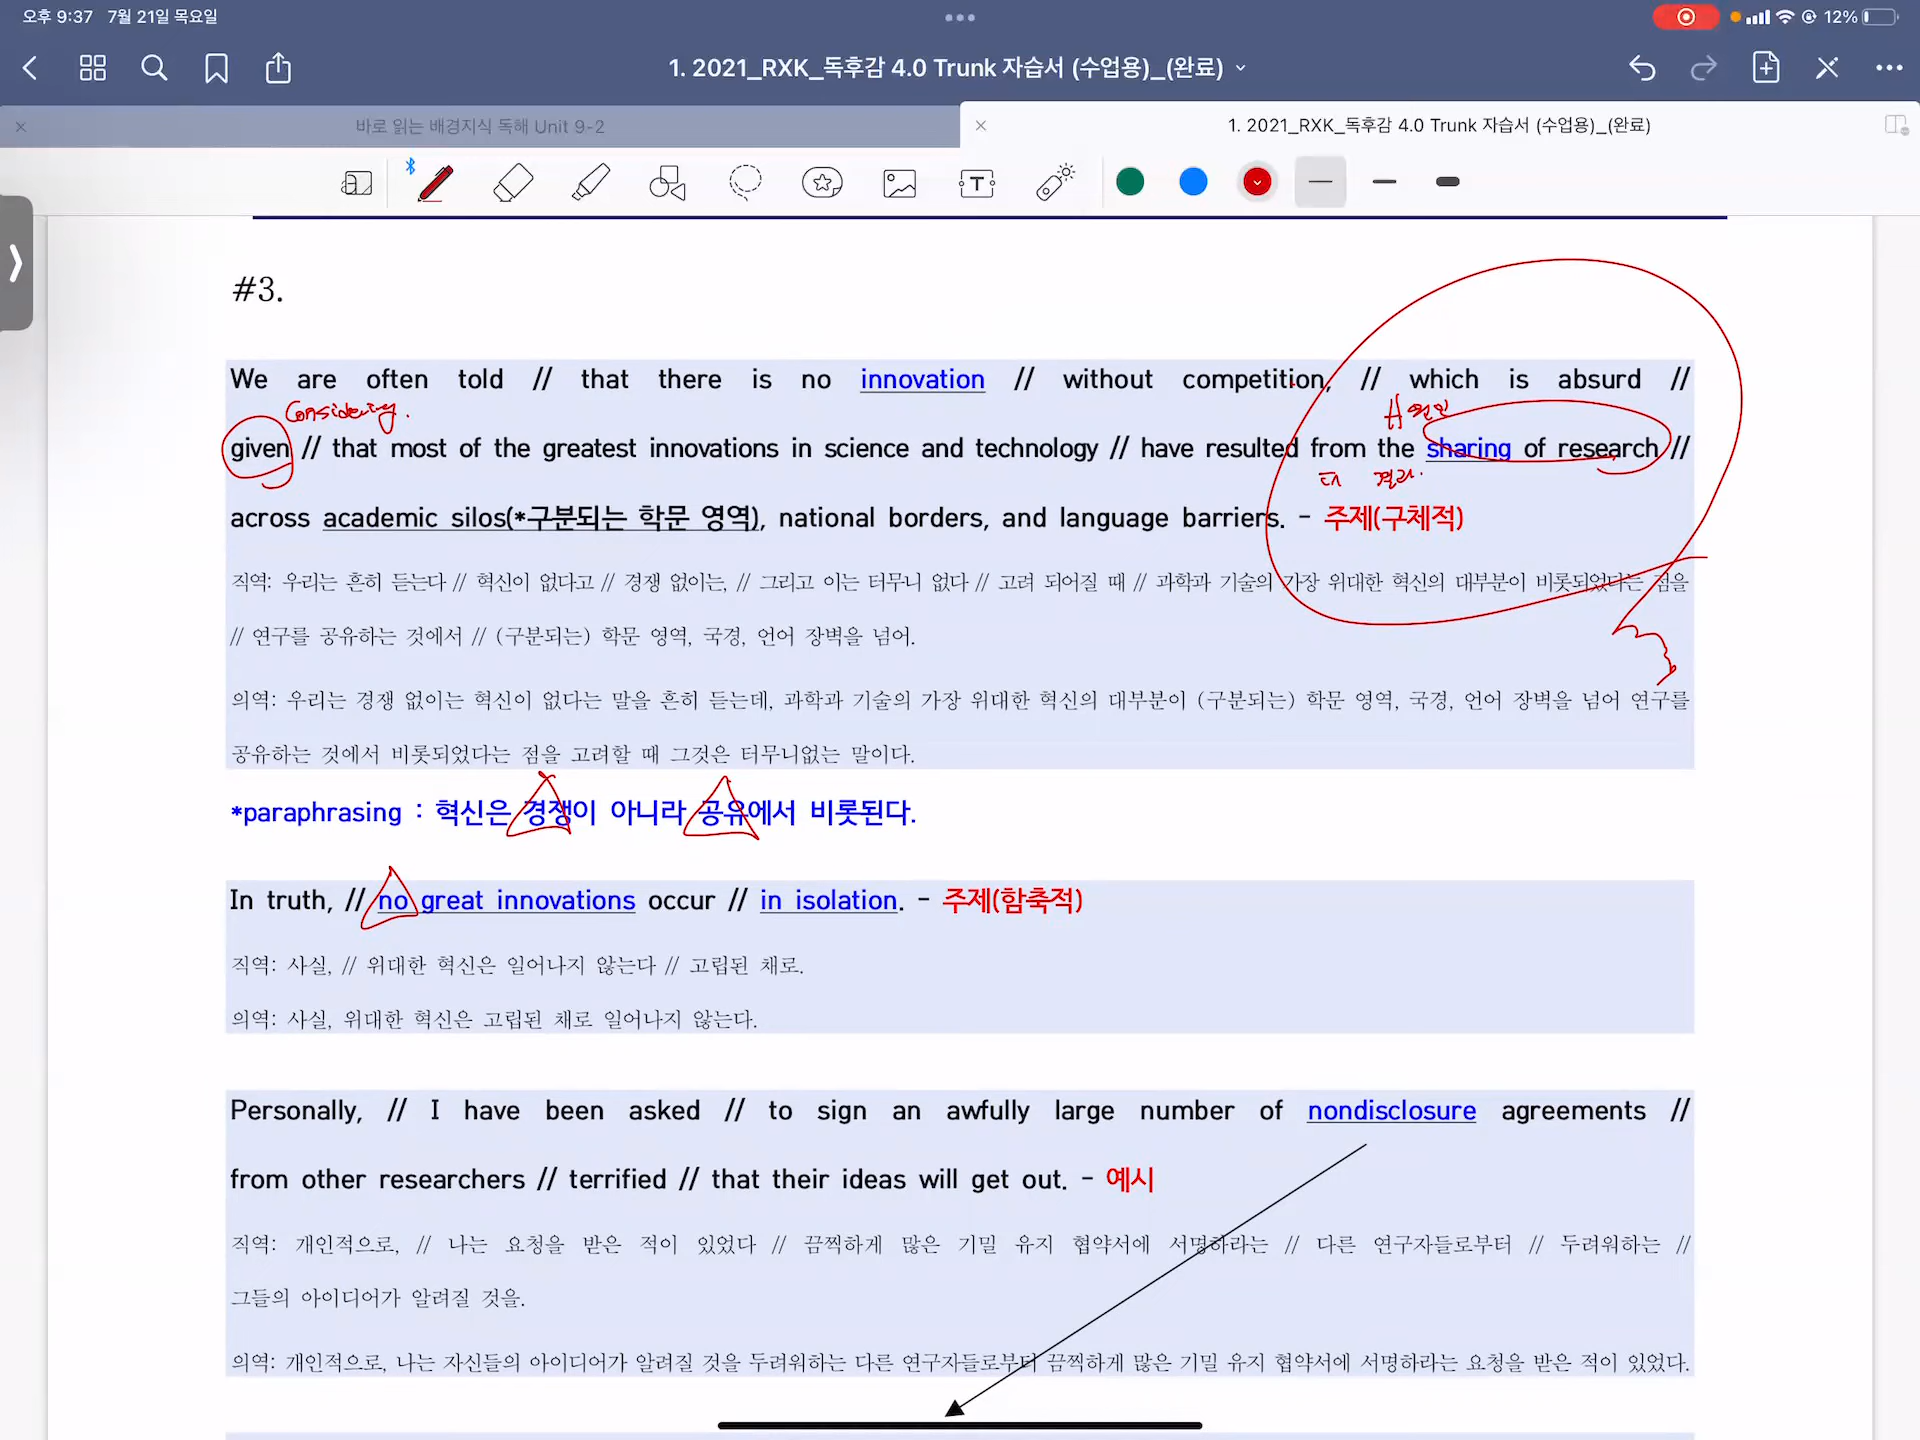 오후 9:37 7월 21일 목요일
12%
1. 2021_RXK_독후감 4.0 Trunk 자습서 (수업용)_(완료)
바로 읽는 배경지식 독해 Unit 9-2
1. 2021_RXK_독후감 4.0 Trunk 자습서 (수업용)_(완료)
#3.
We are often told // that there is no innovation // without competition, // which is absurd //
Considering.
원인
given // that most of the greatest innovations in science and technology // have resulted from the sharing of research //
결과.
across academic silos(*구분되는 학문 영역), national borders, and language barriers. - 주제(구체적)
직역: 우리는 흔히 듣는다 // 혁신이 없다고 // 경쟁 없이는, // 그리고 이는 터무니 없다 // 고려 되어질 때 // 과학과 기술의 가장 위대한 혁신의 대부분이 비롯되었다는 점을
// 연구를 공유하는 것에서 // (구분되는) 학문 영역, 국경, 언어 장벽을 넘어.
의역: 우리는 경쟁 없이는 혁신이 없다는 말을 흔히 듣는데, 과학과 기술의 가장 위대한 혁신의 대부분이 (구분되는) 학문 영역, 국경, 언어 장벽을 넘어 연구를
공유하는 것에서 비롯되었다는 점을 고려할 때 그것은 터무니없는 말이다.
*paraphrasing : 혁신은 경쟁이 아니라 공유에서 비롯된다.
In truth, // no great innovations occur // in isolation. - 주제(함축적)
직역: 사실, // 위대한 혁신은 일어나지 않는다 // 고립된 채로.
의역: 사실, 위대한 혁신은 고립된 채로 일어나지 않는다.
Personally, // I have been asked // to sign an awfully large number of nondisclosure agreements //
from other researchers // terrified // that their ideas will get out. - 예시
직역: 개인적으로, // 나는 요청을 받은 적이 있었다 // 끔찍하게 많은 기밀 유지 협약서에 서명하라는 // 다른 연구자들로부터 // 두려워하는 //
그들의 아이디어가 알려질 것을.
의역: 개인적으로, 나는 자신들의 아이디어가 알려질 것을 두려워하는 다른 연구자들로부터 끔찍하게 많은 기밀 유지 협약서에 서명하라는 요청을 받은 적이 있었다.